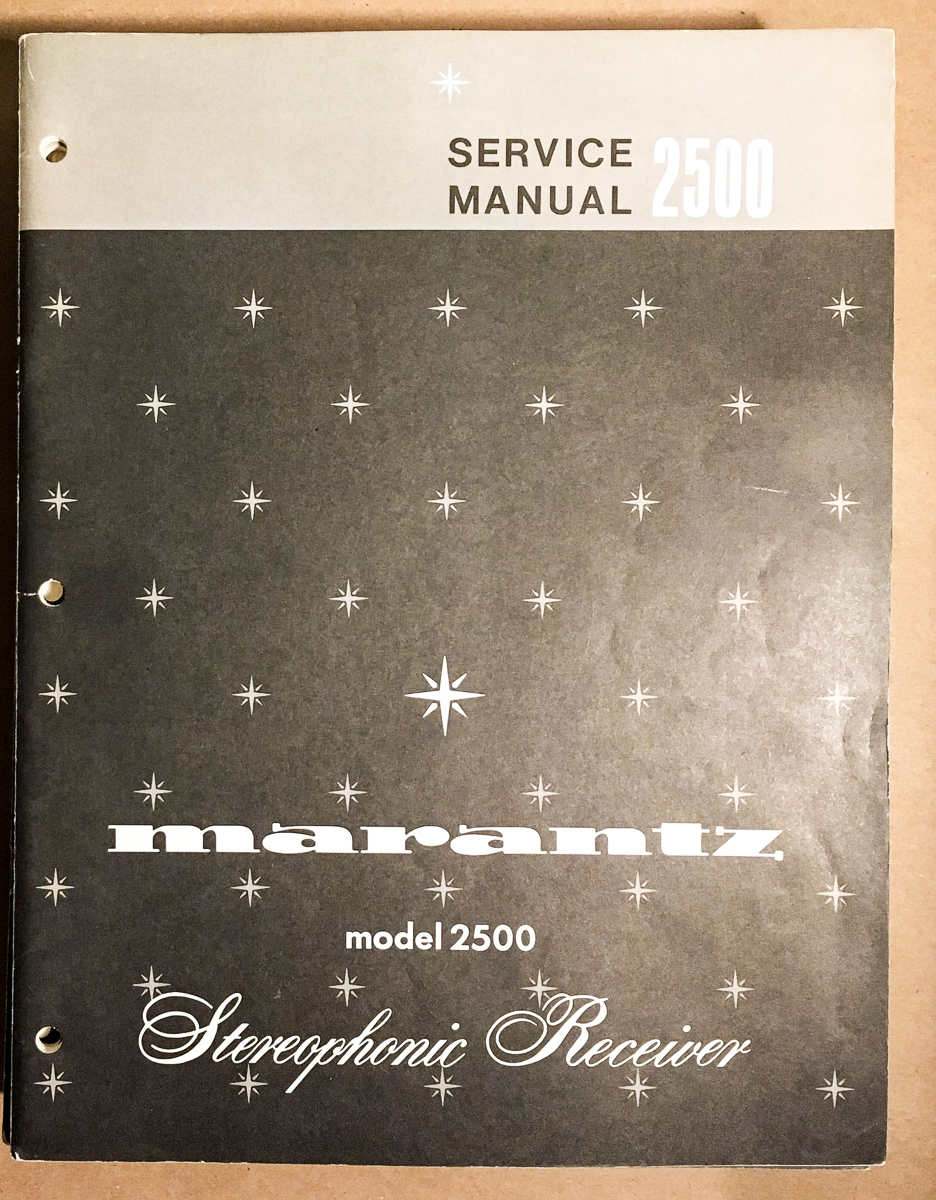 SERVICE
MANUAL 2500
marantz
model 2500
Stereophonic Receiver